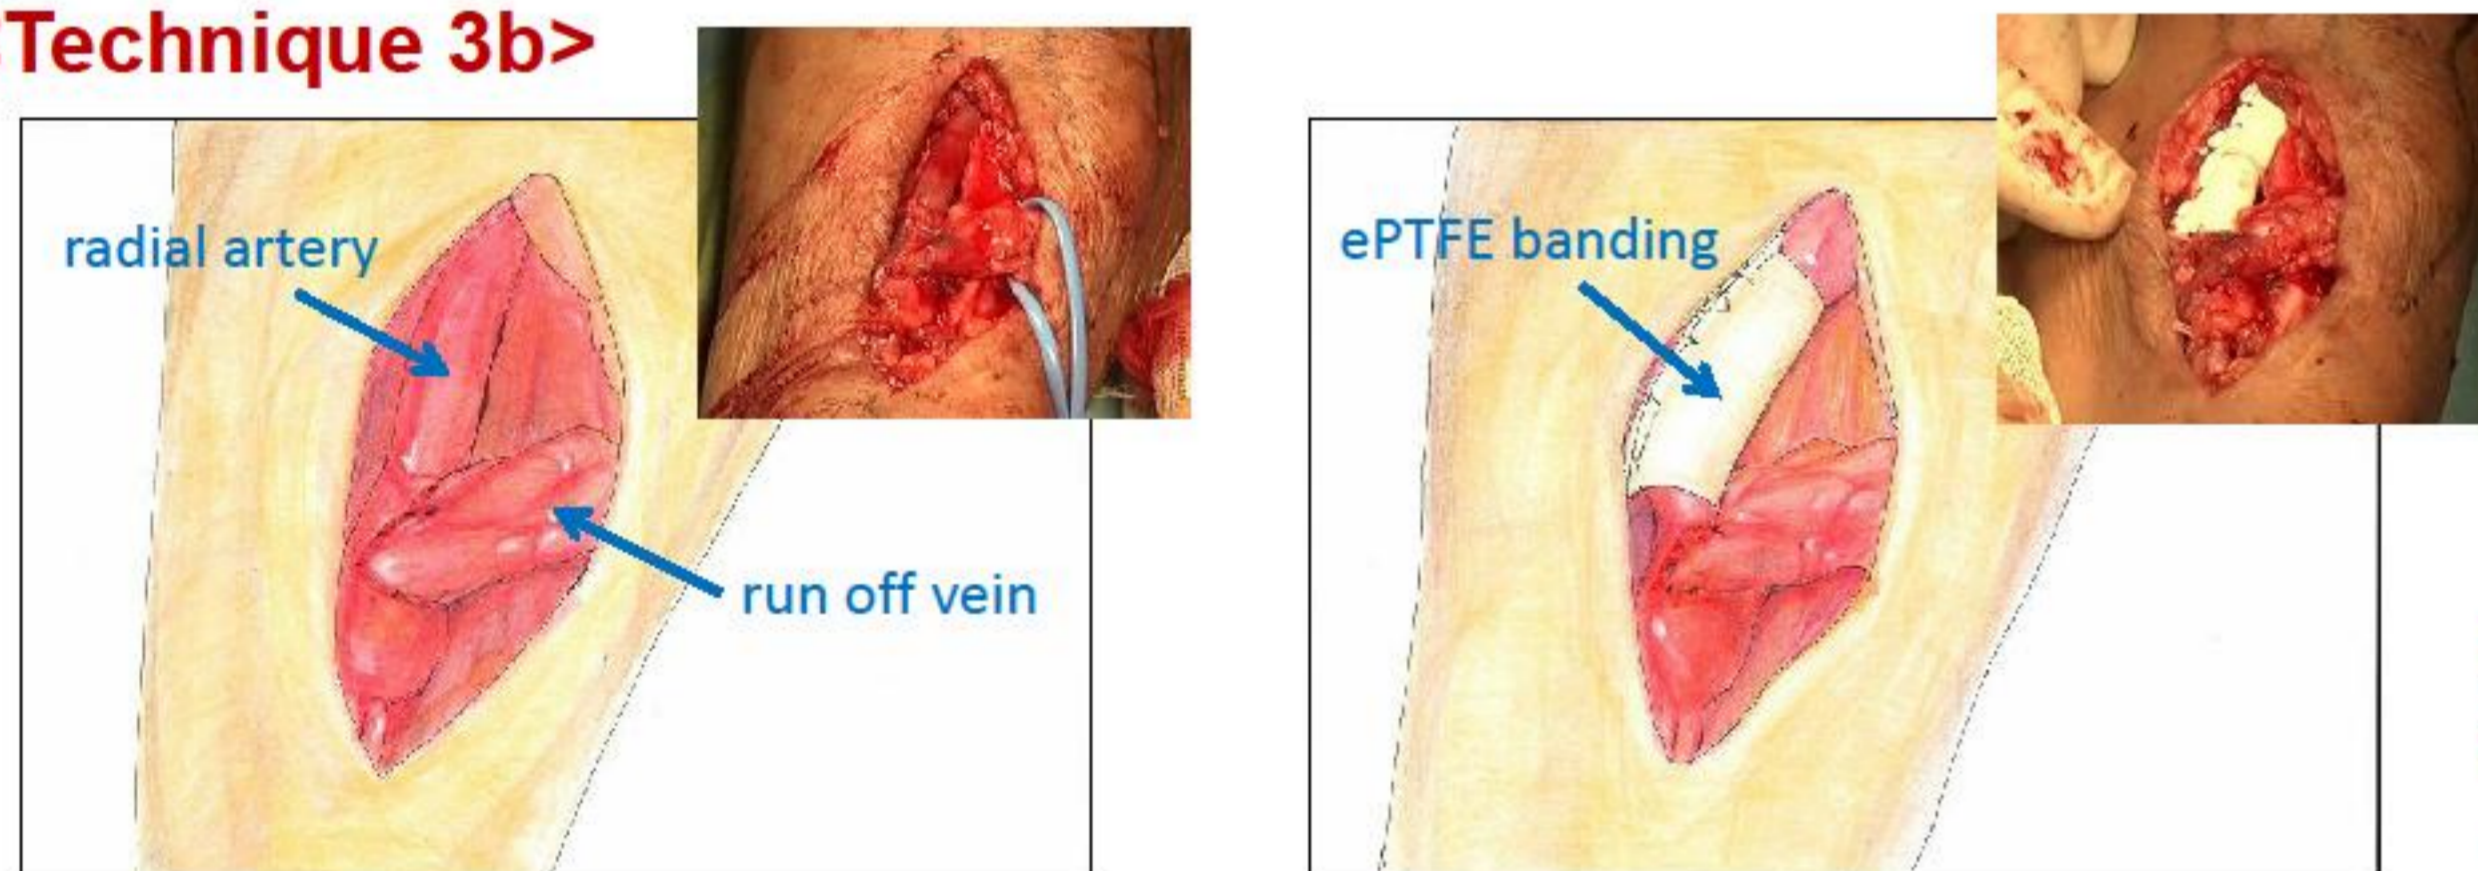 Technique 3b>
radial artery
run off vein
ePTFE banding